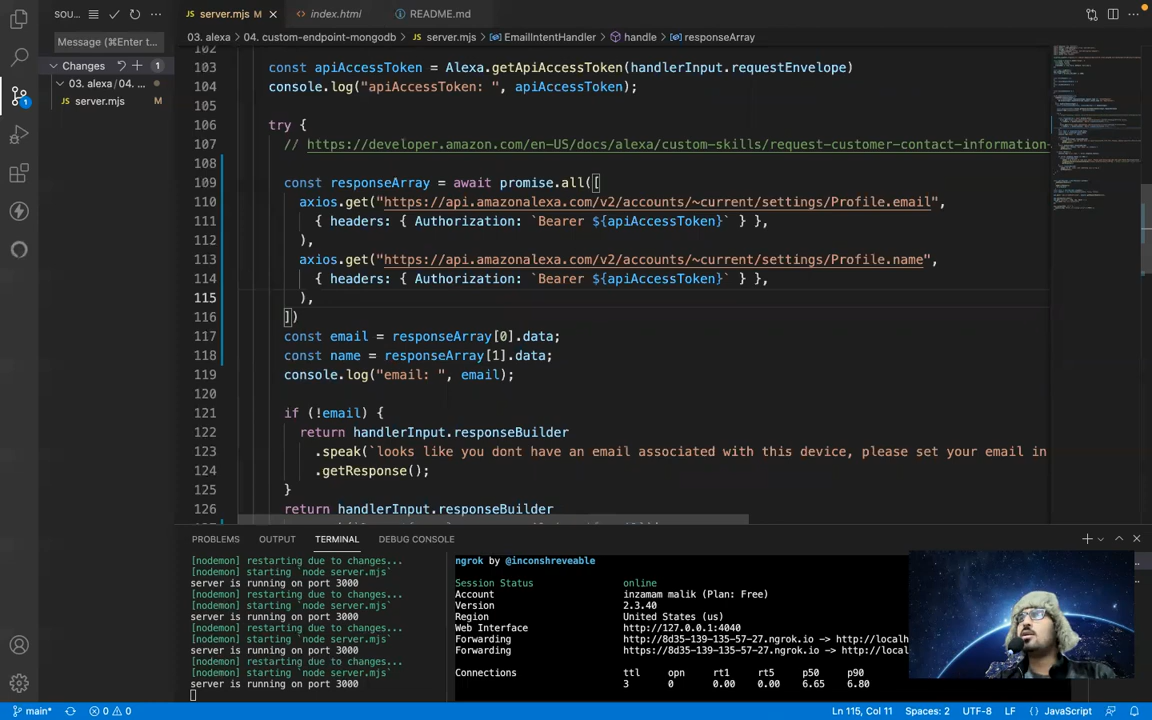 SOU...
server.mjs M
index.html
README.md
Message (⌘Enter t...
03. alexa > 04. custom-endpoint-mongodb > server.mjs > EmailIntentHandler > handle > responseArray
Changes 1
03. alexa / 04. ...
server.mjs M
1
102
103 const apiAccessToken = Alexa.getApiAccessToken(handlerInput.requestEnvelope)
104 console.log("apiAccessToken: ", apiAccessToken);
105
106 try {
107 // https://developer.amazon.com/en-US/docs/alexa/custom-skills/request-customer-contact-information-
108
109 const responseArray = await promise.all([
110 axios.get("https://api.amazonalexa.com/v2/accounts/~current/settings/Profile.email",
111 { headers: { Authorization: `Bearer ${apiAccessToken}` } },
112 ),
113 axios.get("https://api.amazonalexa.com/v2/accounts/~current/settings/Profile.name",
114 { headers: { Authorization: `Bearer ${apiAccessToken}` } },
115 ),
116 ])
117 const email = responseArray[0].data;
118 const name = responseArray[1].data;
119 console.log("email: ", email);
120
121 if (!email) {
122 return handlerInput.responseBuilder
123 .speak(`looks like you dont have an email associated with this device, please set your email in
124 .getResponse();
125 }
126 return handlerInput.responseBuilder
PROBLEMS OUTPUT TERMINAL DEBUG CONSOLE
[nodemon] restarting due to changes...
[nodemon] starting `node server.mjs`
server is running on port 3000
[nodemon] restarting due to changes...
[nodemon] starting `node server.mjs`
server is running on port 3000
[nodemon] restarting due to changes...
[nodemon] starting `node server.mjs`
server is running on port 3000
[nodemon] restarting due to changes...
[nodemon] starting `node server.mjs`
server is running on port 3000
ngrok by @inconshreveable
Session Status online
Account inzamam malik (Plan: Free)
Version 2.3.40
Region United States (us)
Web Interface http://127.0.0.1:4040
Forwarding http://8d35-139-135-57-27.ngrok.io -> http://localh
Forwarding https://8d35-139-135-57-27.ngrok.io -> http://loca
Connections ttl opn rt1 rt5 p50 p90
3 0 0.00 0.00 6.65 6.80
main* 0 0 Ln 115, Col 11 Spaces: 2 UTF-8 LF JavaScript